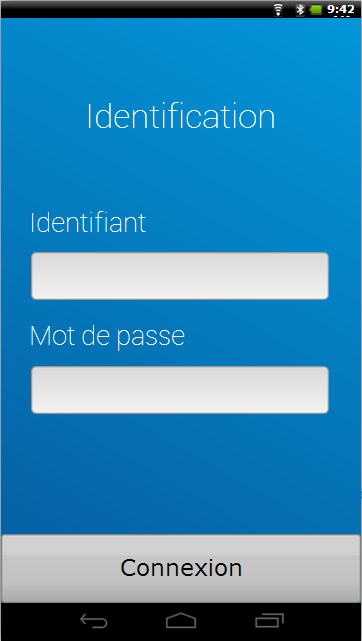 9:42
Identification
Identifiant
Mot de passe
Connexion